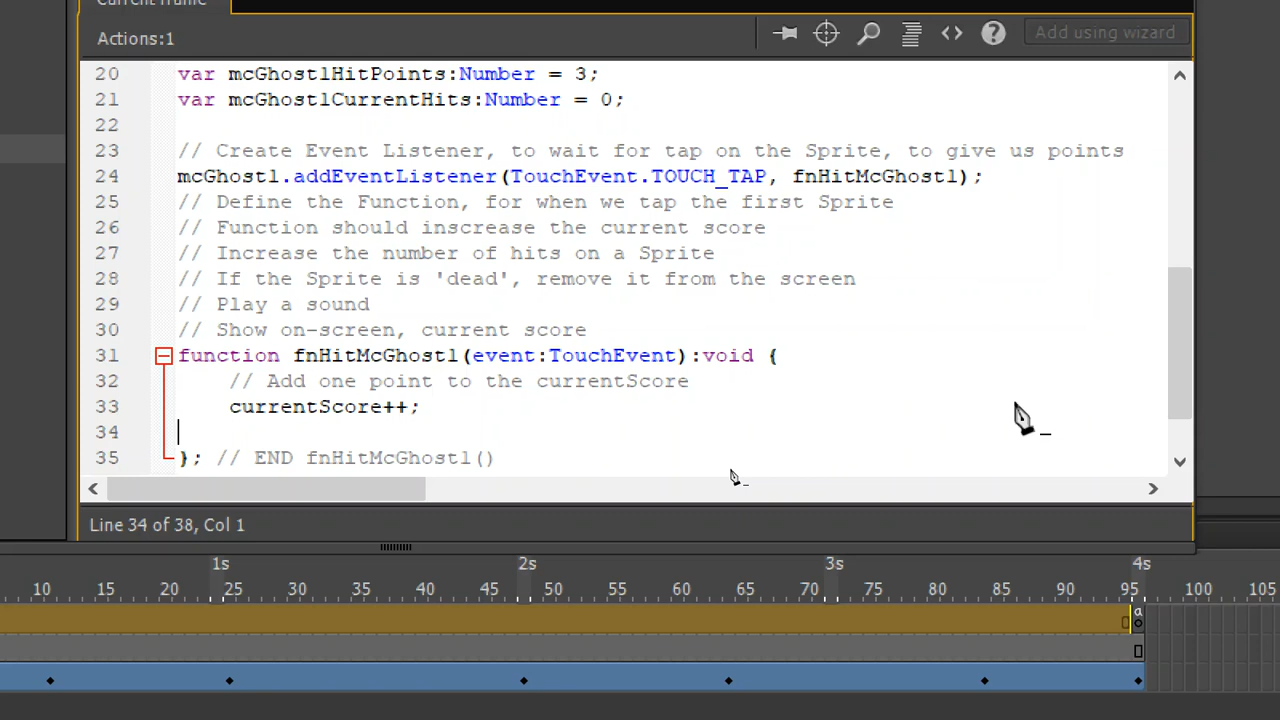 Current frame
Actions:1
Add using wizard
20 var mcGhost1HitPoints:Number = 3;
21 var mcGhost1CurrentHits:Number = 0;
22
23 // Create Event Listener, to wait for tap on the Sprite, to give us points
24 mcGhost1.addEventListener(TouchEvent.TOUCH_TAP, fnHitMcGhost1);
25 // Define the Function, for when we tap the first Sprite
26 // Function should inscrease the current score
27 // Increase the number of hits on a Sprite
28 // If the Sprite is 'dead', remove it from the screen
29 // Play a sound
30 // Show on-screen, current score
31 function fnHitMcGhost1(event:TouchEvent):void {
32 // Add one point to the currentScore
33 currentScore++;
34
35 }; // END fnHitMcGhost1()
Line 34 of 38, Col 1
1s 2s 3s 4s
10 15 20 25 30 35 40 45 50 55 60 65 70 75 80 85 90 95 100 105
a